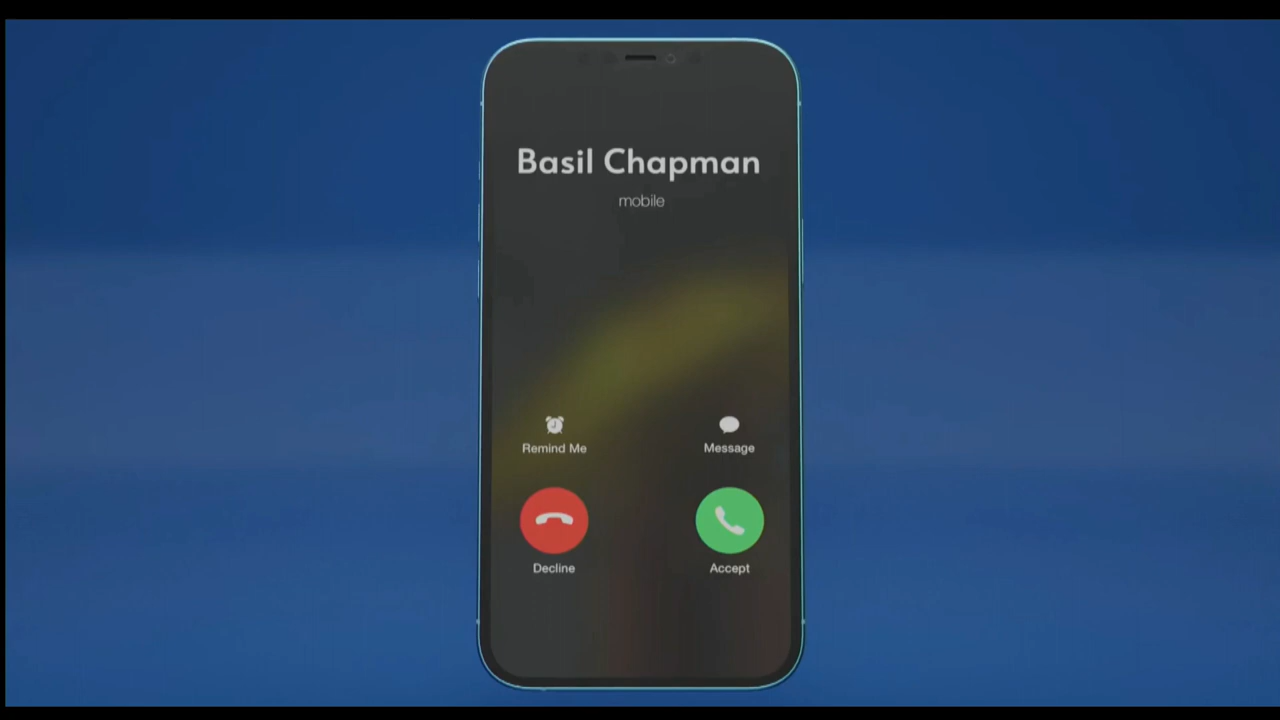 Basil Chapman
mobile
Remind Me
Message
Decline
Accept